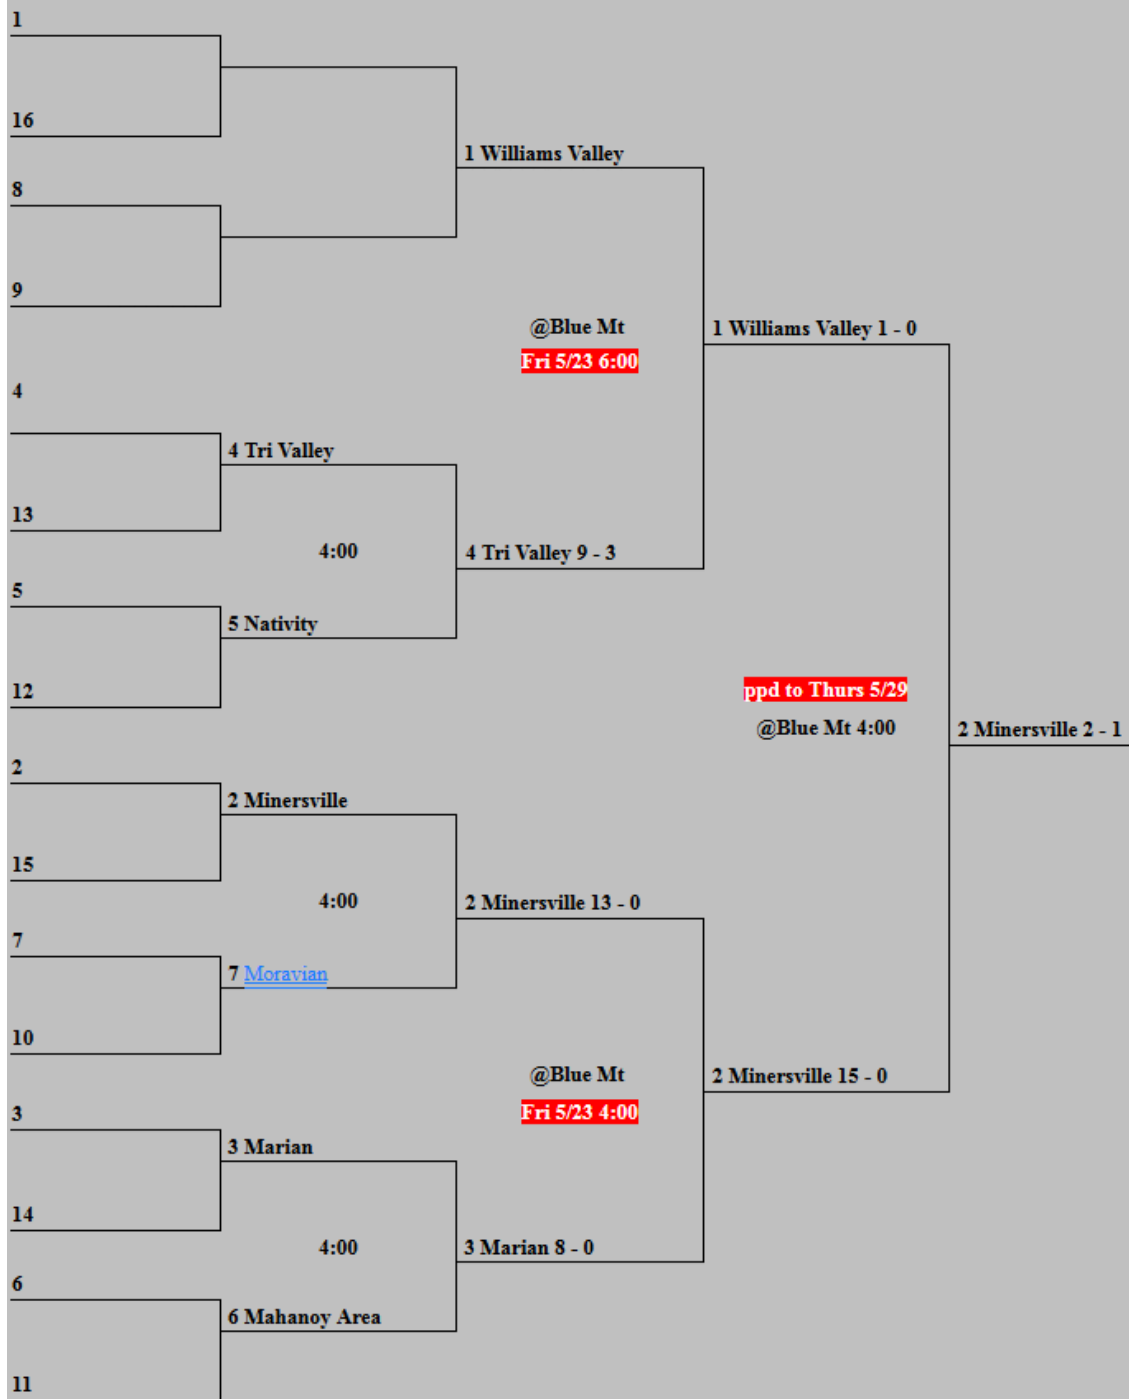 1
16
1 Williams Valley
8
9
@Blue Mt
1 Williams Valley 1 - 0
Fri 5/23 6:00
4
4 Tri Valley
13
4:00
4 Tri Valley 9 - 3
5
5 Nativity
12
ppd to Thurs 5/29
@Blue Mt 4:00
2 Minersville 2 - 1
2
2 Minersville
15
4:00
2 Minersville 13 - 0
7
7 Moravian
10
@Blue Mt
2 Minersville 15 - 0
Fri 5/23 4:00
3
3 Marian
14
4:00
3 Marian 8 - 0
6
6 Mahanoy Area
11